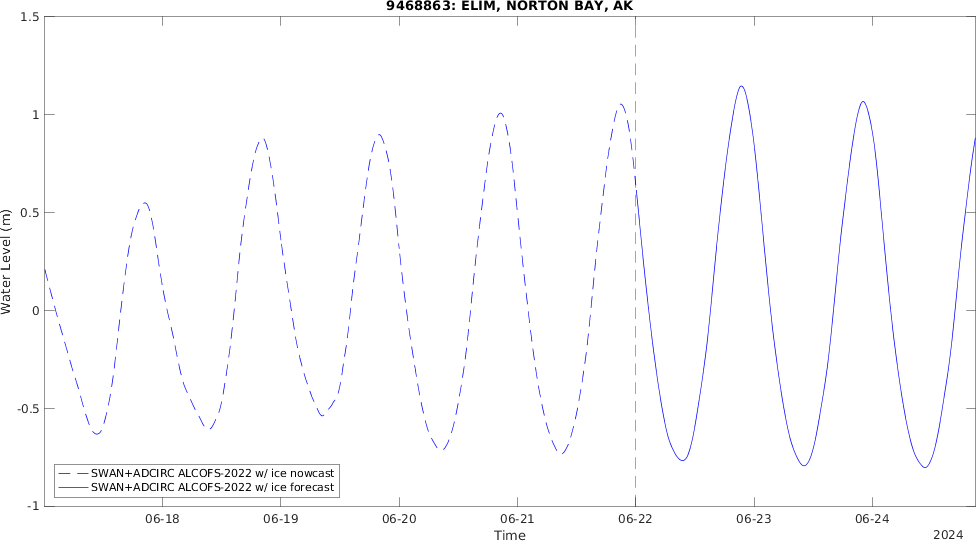 9468863: ELIM, NORTON BAY, AK
1.5
1
0.5
0
-0.5
-1
Water Level (m)
SWAN+ADCIRC ALCOFS-2022 w/ ice nowcast
SWAN+ADCIRC ALCOFS-2022 w/ ice forecast
06-18 06-19 06-20 06-21 06-22 06-23 06-24
Time
2024